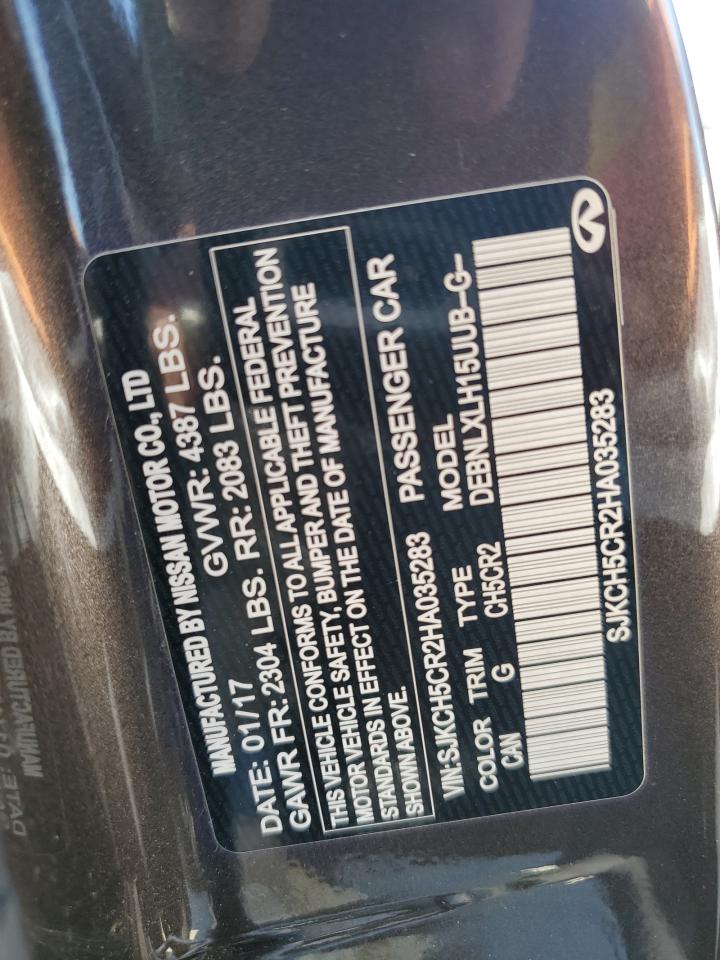 MANUFACTURED BY NISSAN MOTOR CO., LTD
DATE: 01/17 GVWR: 4387 LBS.
GAWR FR: 2304 LBS. RR: 2083 LBS.
THIS VEHICLE CONFORMS TO ALL APPLICABLE FEDERAL
MOTOR VEHICLE SAFETY, BUMPER AND THEFT PREVENTION
STANDARDS IN EFFECT ON THE DATE OF MANUFACTURE
SHOWN ABOVE.
VIN:SJKCH5CR2HA035283 PASSENGER CAR
COLOR TRIM TYPE MODEL
CAN G CH5CR2 DEBNLXLH15UUB-G-
SJKCH5CR2HA035283